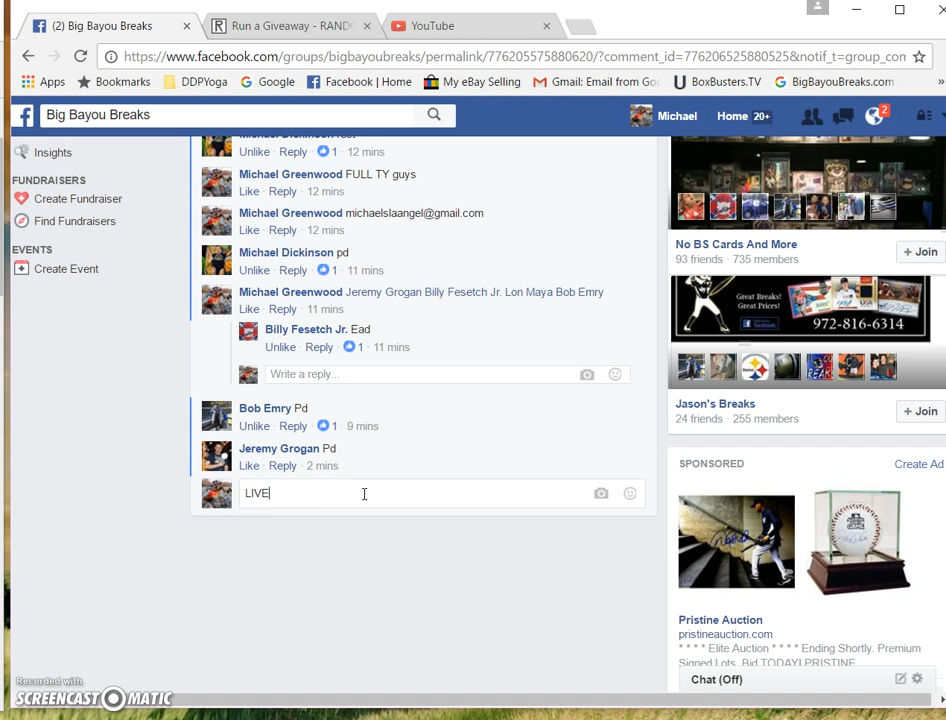 (2) Big Bayou Breaks
Run a Giveaway - RAND
YouTube
https://www.facebook.com/groups/bigbayoubreaks/permalink/776205575880620/?comment_id=776206525880525&notif_t=group_com
Apps
Bookmarks
DDPYoga
Google
Facebook | Home
My eBay Selling
Gmail: Email from Goo
BoxBusters.TV
BigBayouBreaks.com
»
Big Bayou Breaks
Michael
Home 20+
2
Insights
FUNDRAISERS
Create Fundraiser
Find Fundraisers
EVENTS
Create Event
Unlike · Reply · 1 · 12 mins
Michael Greenwood FULL TY guys
Like · Reply · 12 mins
Michael Greenwood michaelslaangel@gmail.com
Like · Reply · 12 mins
Michael Dickinson pd
Unlike · Reply · 1 · 11 mins
Michael Greenwood Jeremy Grogan Billy Fesetch Jr. Lon Maya Bob Emry
Like · Reply · 11 mins
Billy Fesetch Jr. Ead
Unlike · Reply · 1 · 11 mins
Write a reply...
Bob Emry Pd
Unlike · Reply · 1 · 9 mins
Jeremy Grogan Pd
Like · Reply · 2 mins
LIVE
No BS Cards And More
93 friends · 735 members
+ Join
Great Breaks!
Great Prices!
facebook
972-816-6314
Jason's Breaks
24 friends · 255 members
+ Join
SPONSORED
Create Ad
Pristine Auction
pristineauction.com
* * * * Elite Auction * * * * Ending Shortly. Premium
Signed Lots. Bid TODAY! PRISTINE
Chat (Off)
Recorded with
SCREENCAST-O-MATIC